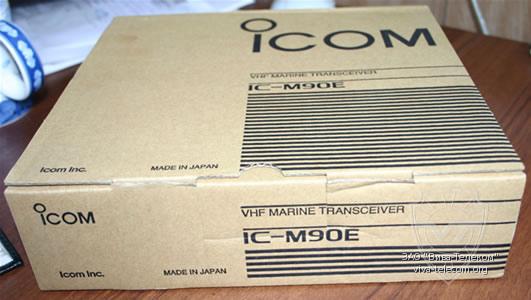 ICOM
VHF MARINE TRANSCEIVER
IC-M90E
Icom Inc. MADE IN JAPAN
ICOM
VHF MARINE TRANSCEIVER
IC-M90E
Icom Inc. MADE IN JAPAN
ЗАО "Вива-Телеком"
viva-telecom.org